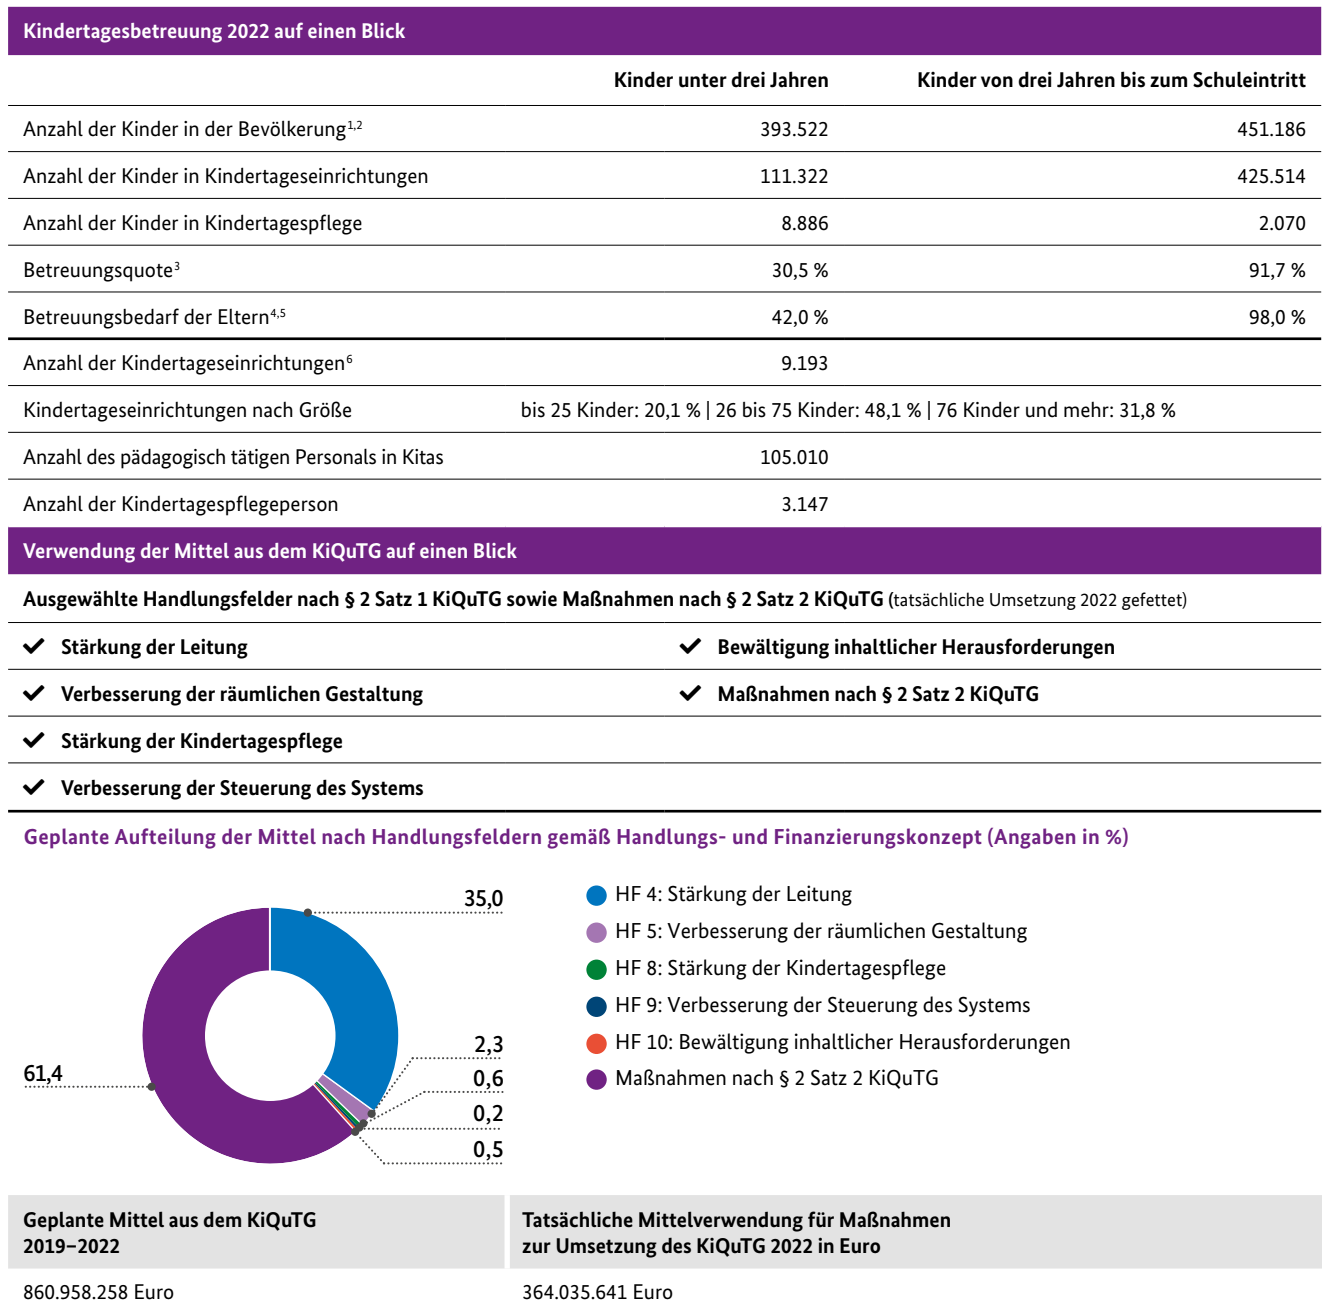 Kindertagesbetreuung 2022 auf einen Blick
Kinder unter drei Jahren Kinder von drei Jahren bis zum Schuleintritt
Anzahl der Kinder in der Bevölkerung1,2 393.522 451.186
Anzahl der Kinder in Kindertageseinrichtungen 111.322 425.514
Anzahl der Kinder in Kindertagespflege 8.886 2.070
Betreuungsquote3 30,5 % 91,7 %
Betreuungsbedarf der Eltern4,5 42,0 % 98,0 %
Anzahl der Kindertageseinrichtungen6 9.193
Kindertageseinrichtungen nach Größe bis 25 Kinder: 20,1 % | 26 bis 75 Kinder: 48,1 % | 76 Kinder und mehr: 31,8 %
Anzahl des pädagogisch tätigen Personals in Kitas 105.010
Anzahl der Kindertagespflegeperson 3.147
Verwendung der Mittel aus dem KiQuTG auf einen Blick
Ausgewählte Handlungsfelder nach § 2 Satz 1 KiQuTG sowie Maßnahmen nach § 2 Satz 2 KiQuTG (tatsächliche Umsetzung 2022 gefettet)
✓ Stärkung der Leitung ✓ Bewältigung inhaltlicher Herausforderungen
✓ Verbesserung der räumlichen Gestaltung ✓ Maßnahmen nach § 2 Satz 2 KiQuTG
✓ Stärkung der Kindertagespflege
✓ Verbesserung der Steuerung des Systems
Geplante Aufteilung der Mittel nach Handlungsfeldern gemäß Handlungs- und Finanzierungskonzept (Angaben in %)
35,0
2,3
0,6
0,2
0,5
61,4
HF 4: Stärkung der Leitung
HF 5: Verbesserung der räumlichen Gestaltung
HF 8: Stärkung der Kindertagespflege
HF 9: Verbesserung der Steuerung des Systems
HF 10: Bewältigung inhaltlicher Herausforderungen
Maßnahmen nach § 2 Satz 2 KiQuTG
Geplante Mittel aus dem KiQuTG
2019–2022
Tatsächliche Mittelverwendung für Maßnahmen
zur Umsetzung des KiQuTG 2022 in Euro
860.958.258 Euro 364.035.641 Euro